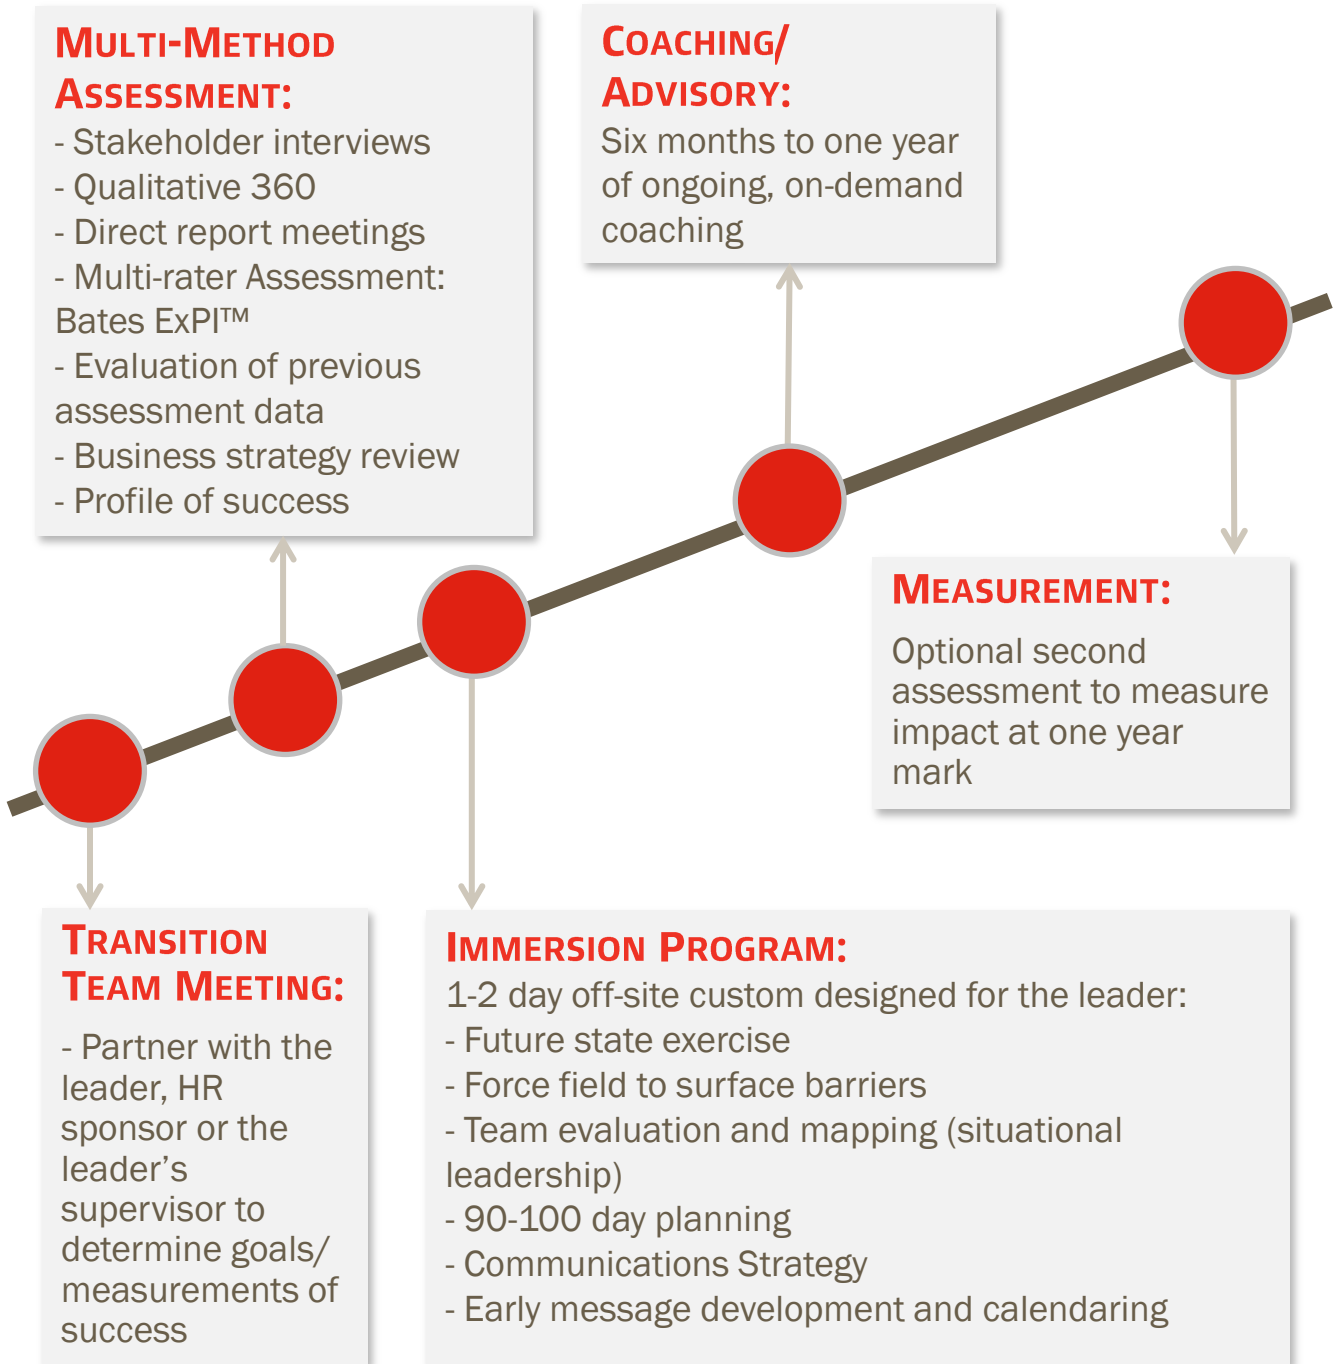 MULTI-METHOD
ASSESSMENT:
- Stakeholder interviews
- Qualitative 360
- Direct report meetings
- Multi-rater Assessment:
Bates ExPI™
- Evaluation of previous
assessment data
- Business strategy review
- Profile of success
COACHING/
ADVISORY:
Six months to one year
of ongoing, on-demand
coaching
MEASUREMENT:
Optional second
assessment to measure
impact at one year
mark
TRANSITION
TEAM MEETING:
- Partner with the
leader, HR
sponsor or the
leader’s
supervisor to
determine goals/
measurements of
success
IMMERSION PROGRAM:
1-2 day off-site custom designed for the leader:
- Future state exercise
- Force field to surface barriers
- Team evaluation and mapping (situational
leadership)
- 90-100 day planning
- Communications Strategy
- Early message development and calendaring